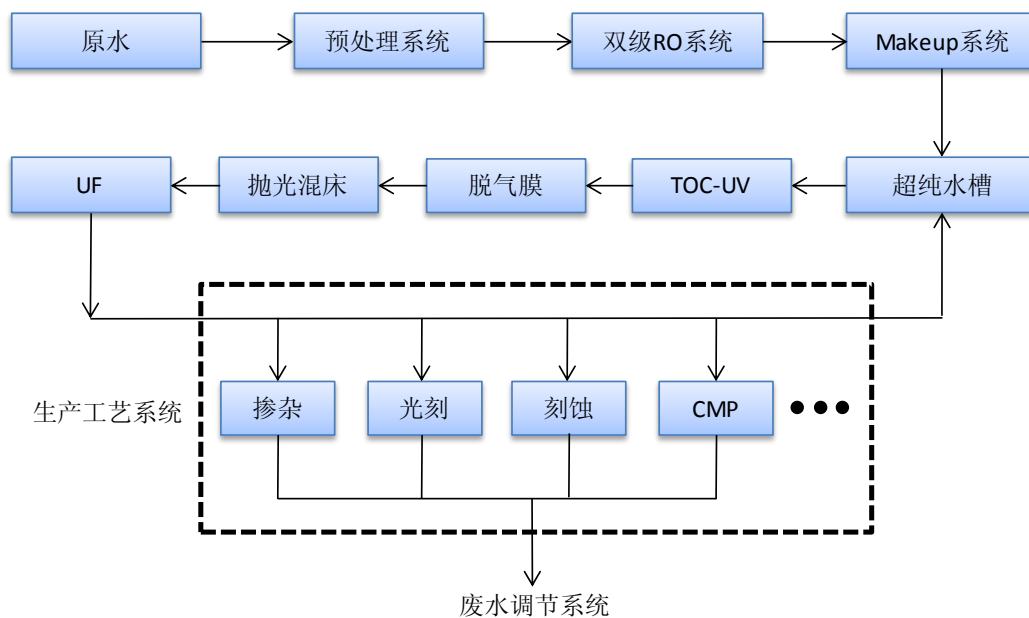 原水
预处理系统
双级RO系统
Makeup系统
UF
抛光混床
脱气膜
TOC-UV
超纯水槽
生产工艺系统
掺杂
光刻
刻蚀
CMP
废水调节系统